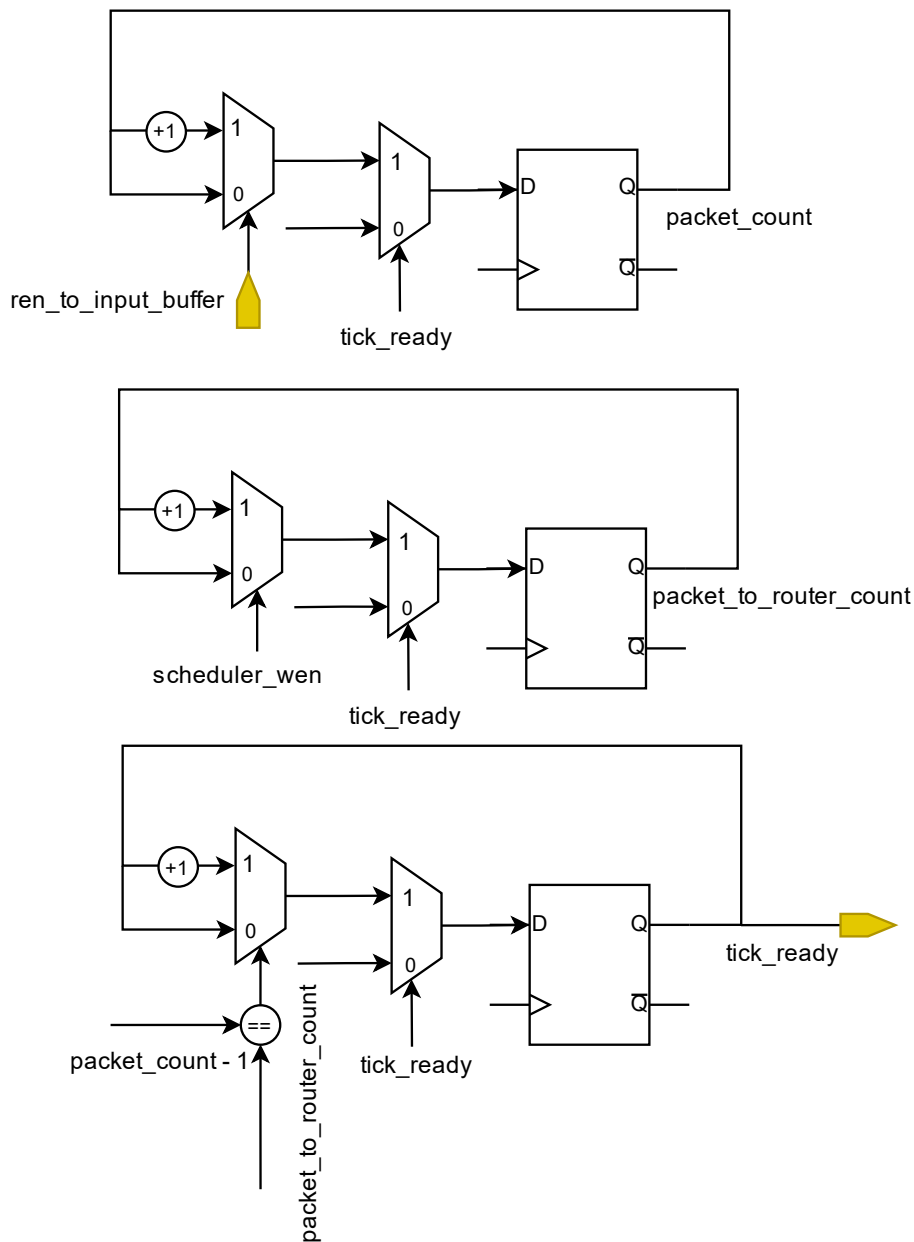 +1
1
0
1
0
D
Q
Q̅
packet_count
ren_to_input_buffer
tick_ready
+1
1
0
1
0
D
Q
Q̅
packet_to_router_count
scheduler_wen
tick_ready
+1
1
0
1
0
D
Q
Q̅
tick_ready
==
packet_count - 1
packet_to_router_count
tick_ready